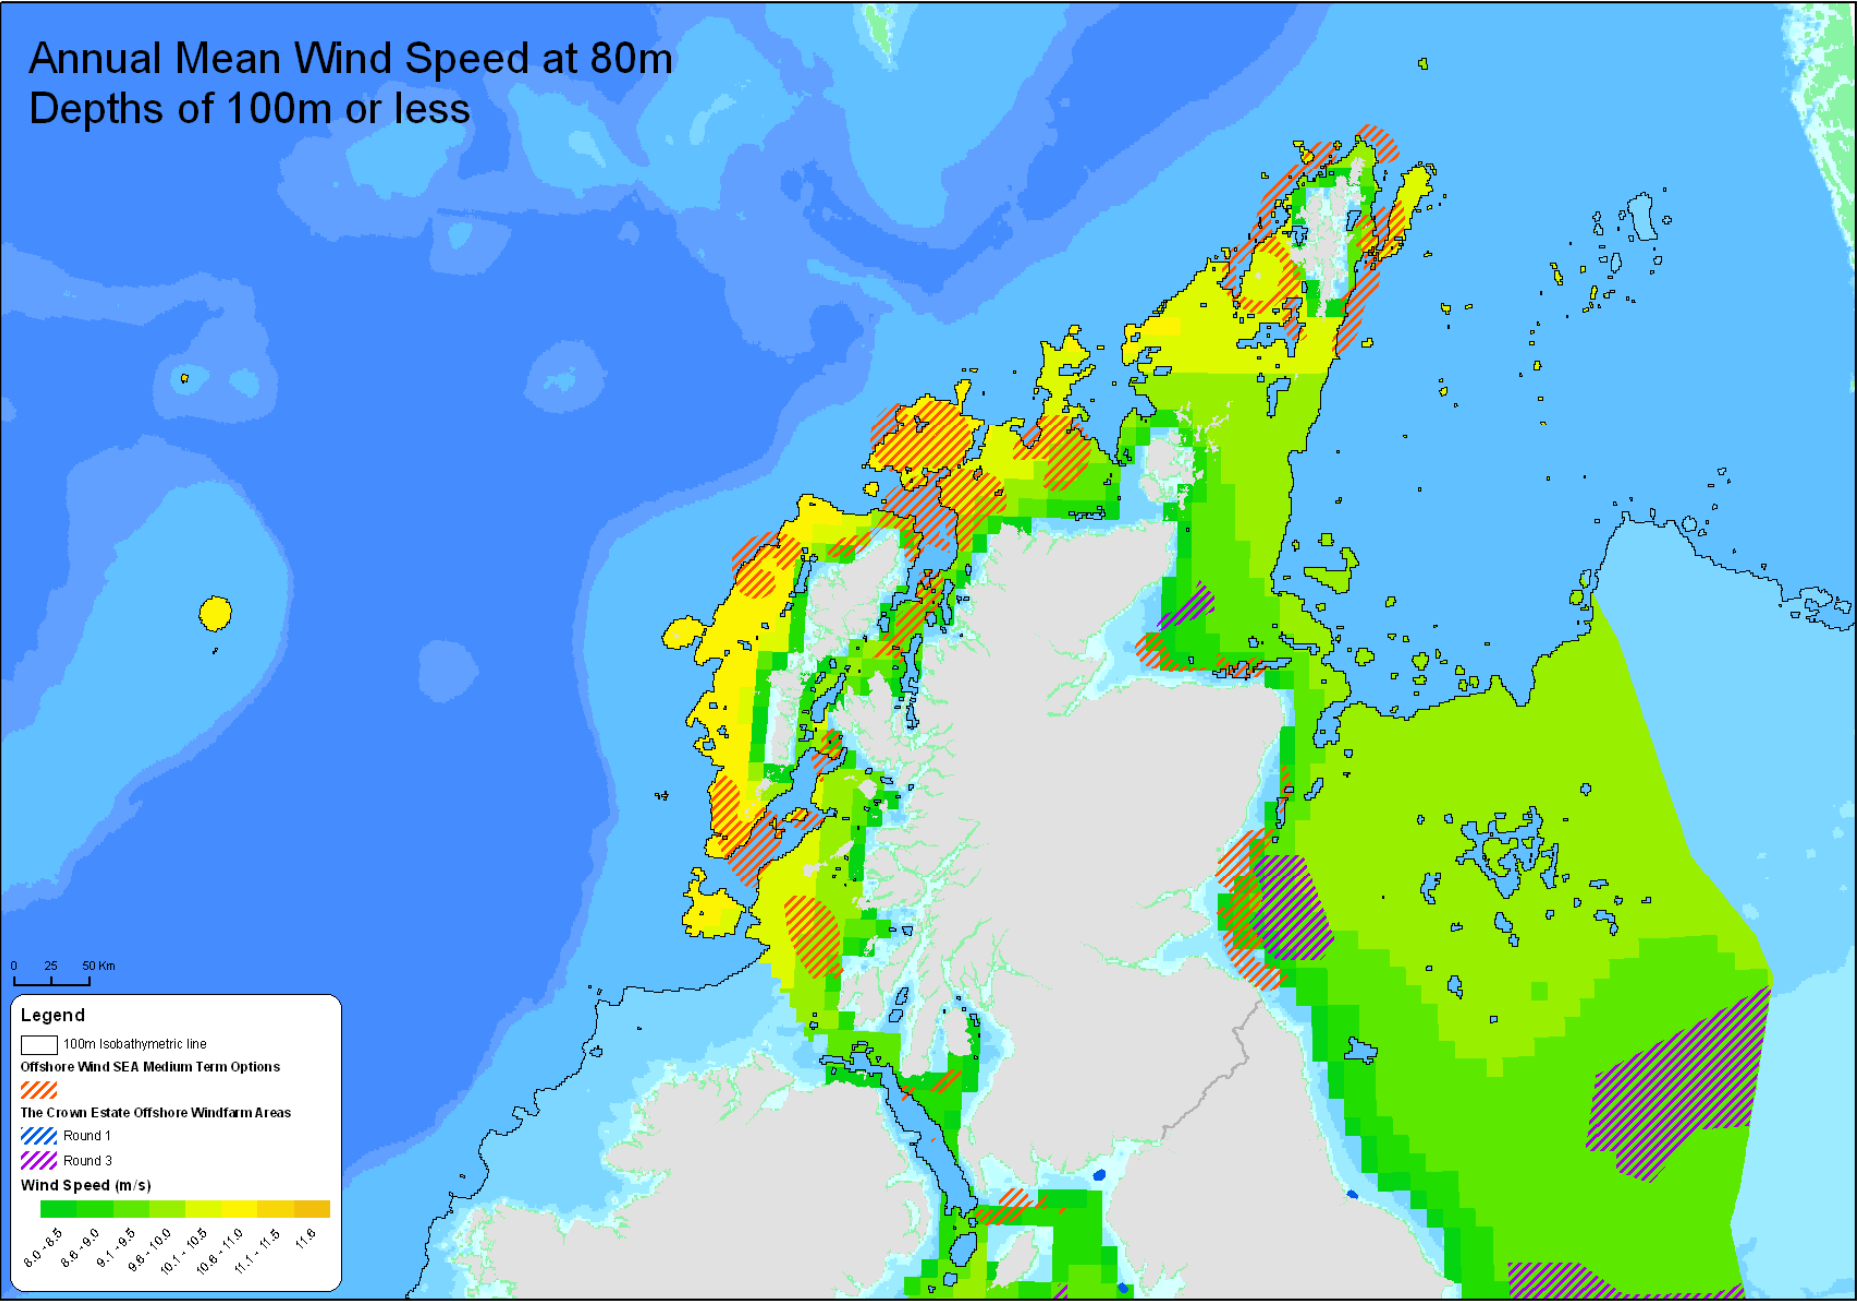 Annual Mean Wind Speed at 80m
Depths of 100m or less
0 25 50 Km
Legend
100m Isobathymetric line
Offshore Wind SEA Medium Term Options
The Crown Estate Offshore Windfarm Areas
Round 1
Round 3
Wind Speed (m/s)
8.0 - 8.5
8.6 - 9.0
9.1 - 9.5
9.6 - 10.0
10.1 - 10.5
10.6 - 11.0
11.1 - 11.5
11.6